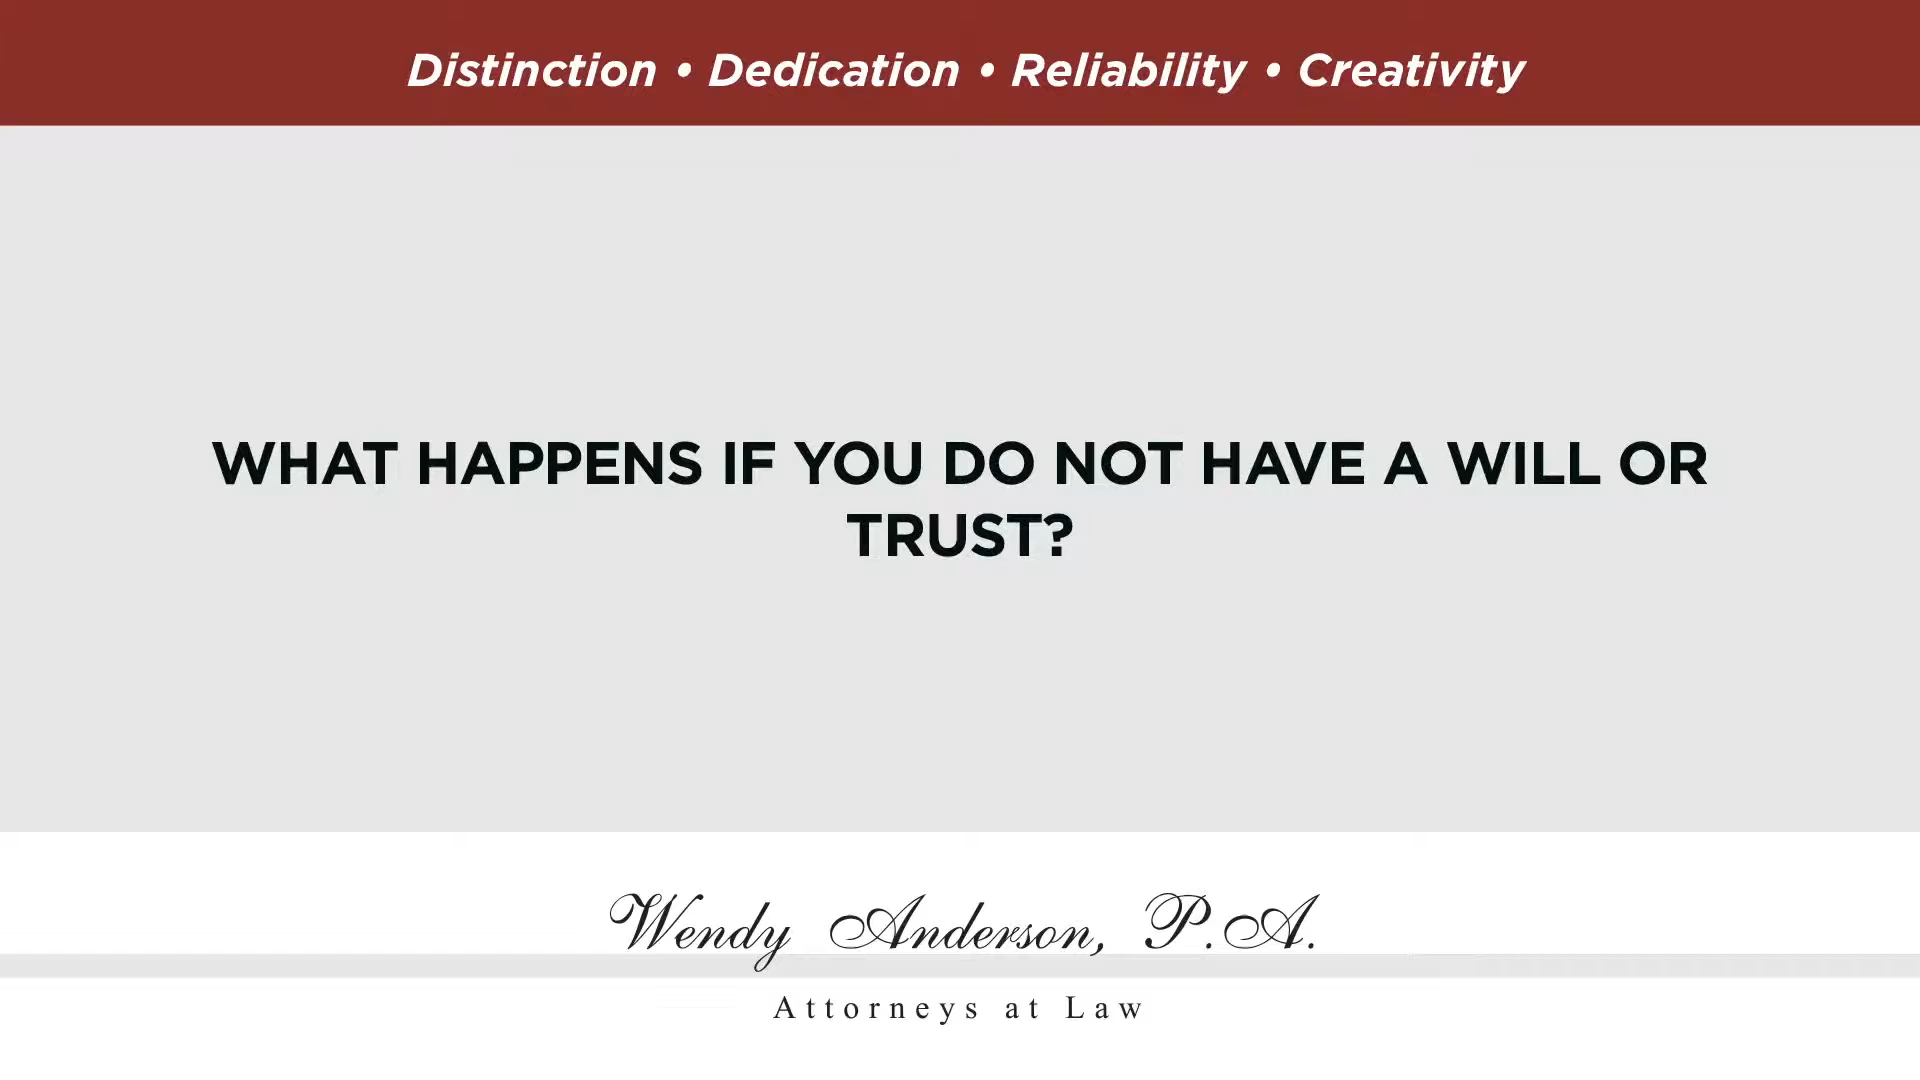 Distinction • Dedication • Reliability • Creativity
WHAT HAPPENS IF YOU DO NOT HAVE A WILL OR
TRUST?
Wendy Anderson, P.A.
Attorneys at Law